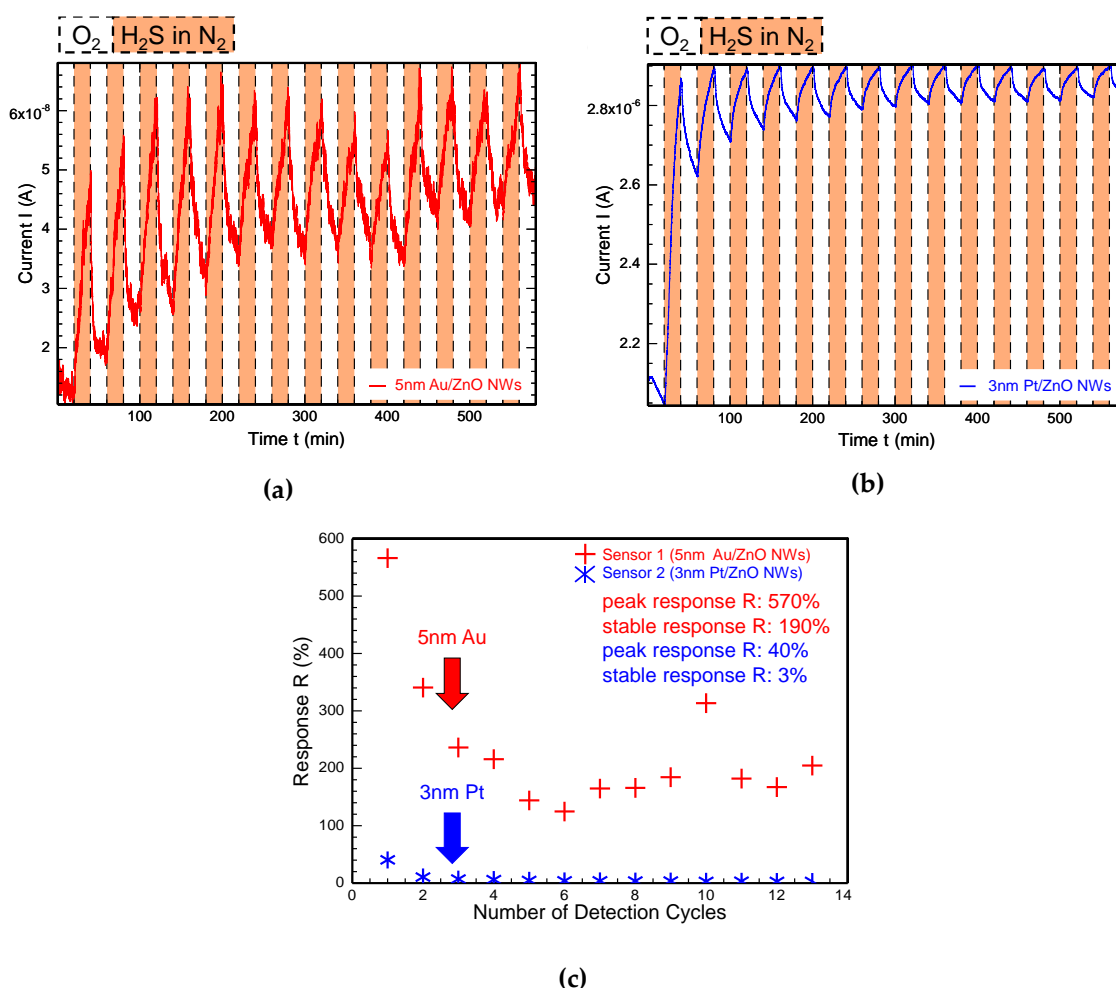 O₂ H₂S in N₂
6x10⁻⁸
5
4
3
2
Current I (A)
5nm Au/ZnO NWs
100 200 300 400 500
Time t (min)
(a)
O₂ H₂S in N₂
2.8x10⁻⁶
2.6
2.4
2.2
Current I (A)
3nm Pt/ZnO NWs
100 200 300 400 500
Time t (min)
(b)
600
500
400
300
200
100
0
Response R (%)
Sensor 1 (5nm Au/ZnO NWs)
Sensor 2 (3nm Pt/ZnO NWs)
peak response R: 570%
stable response R: 190%
peak response R: 40%
stable response R: 3%
5nm Au
3nm Pt
0 2 4 6 8 10 12 14
Number of Detection Cycles
(c)